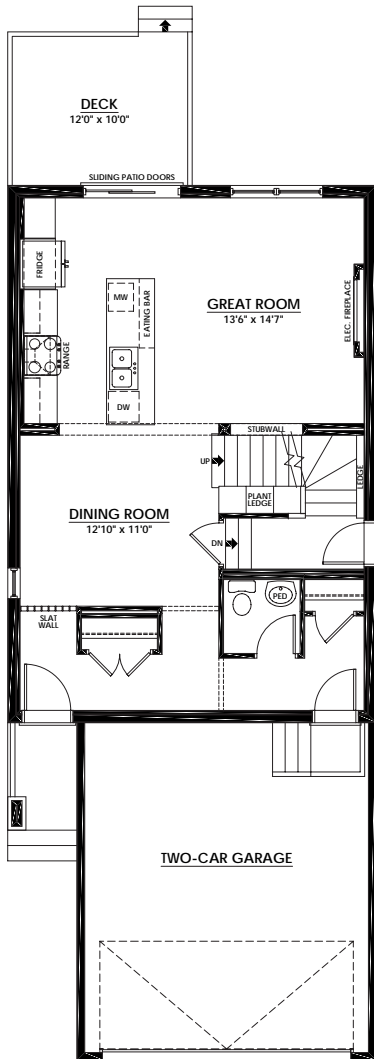 DECK
12'0" x 10'0"
SLIDING PATIO DOORS
FRIDGE
MW
EATING BAR
GREAT ROOM
13'6" x 14'7"
ELEC. FIREPLACE
RANGE
DW
STUBWALL
UP
LEDGE
PLANT
LEDGE
DINING ROOM
12'10" x 11'0"
DN
PED
SLAT
WALL
TWO-CAR GARAGE